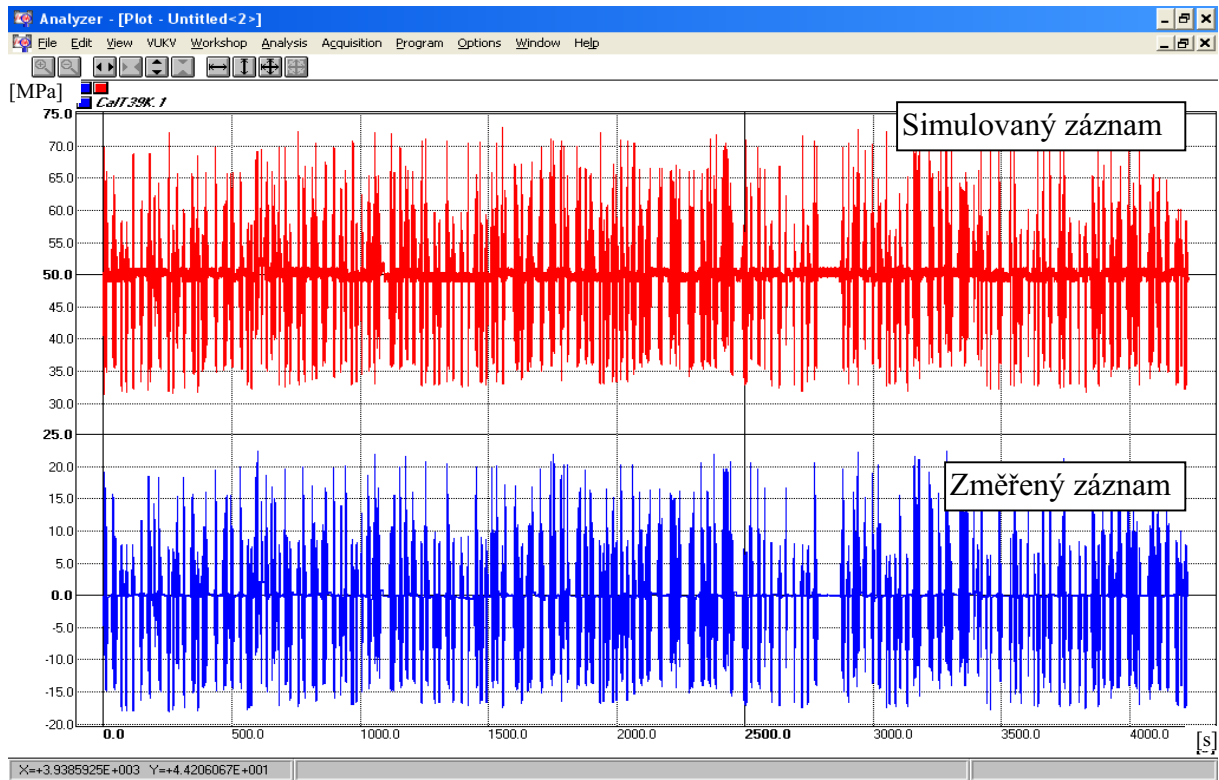 Analyzer - [Plot - Untitled<2>]
File Edit View VUKV Workshop Analysis Acquisition Program Options Window Help
[MPa]
CalT39K.1
75.0
Simulovaný záznam
70.0
65.0
60.0
55.0
50.0
45.0
40.0
35.0
30.0
25.0
20.0
Změřený záznam
15.0
10.0
5.0
0.0
-5.0
-10.0
-15.0
-20.0
0.0 500.0 1000.0 1500.0 2000.0 2500.0 3000.0 3500.0 4000.0 [s]
X=+3.9385925E+003 Y=+4.4206067E+001